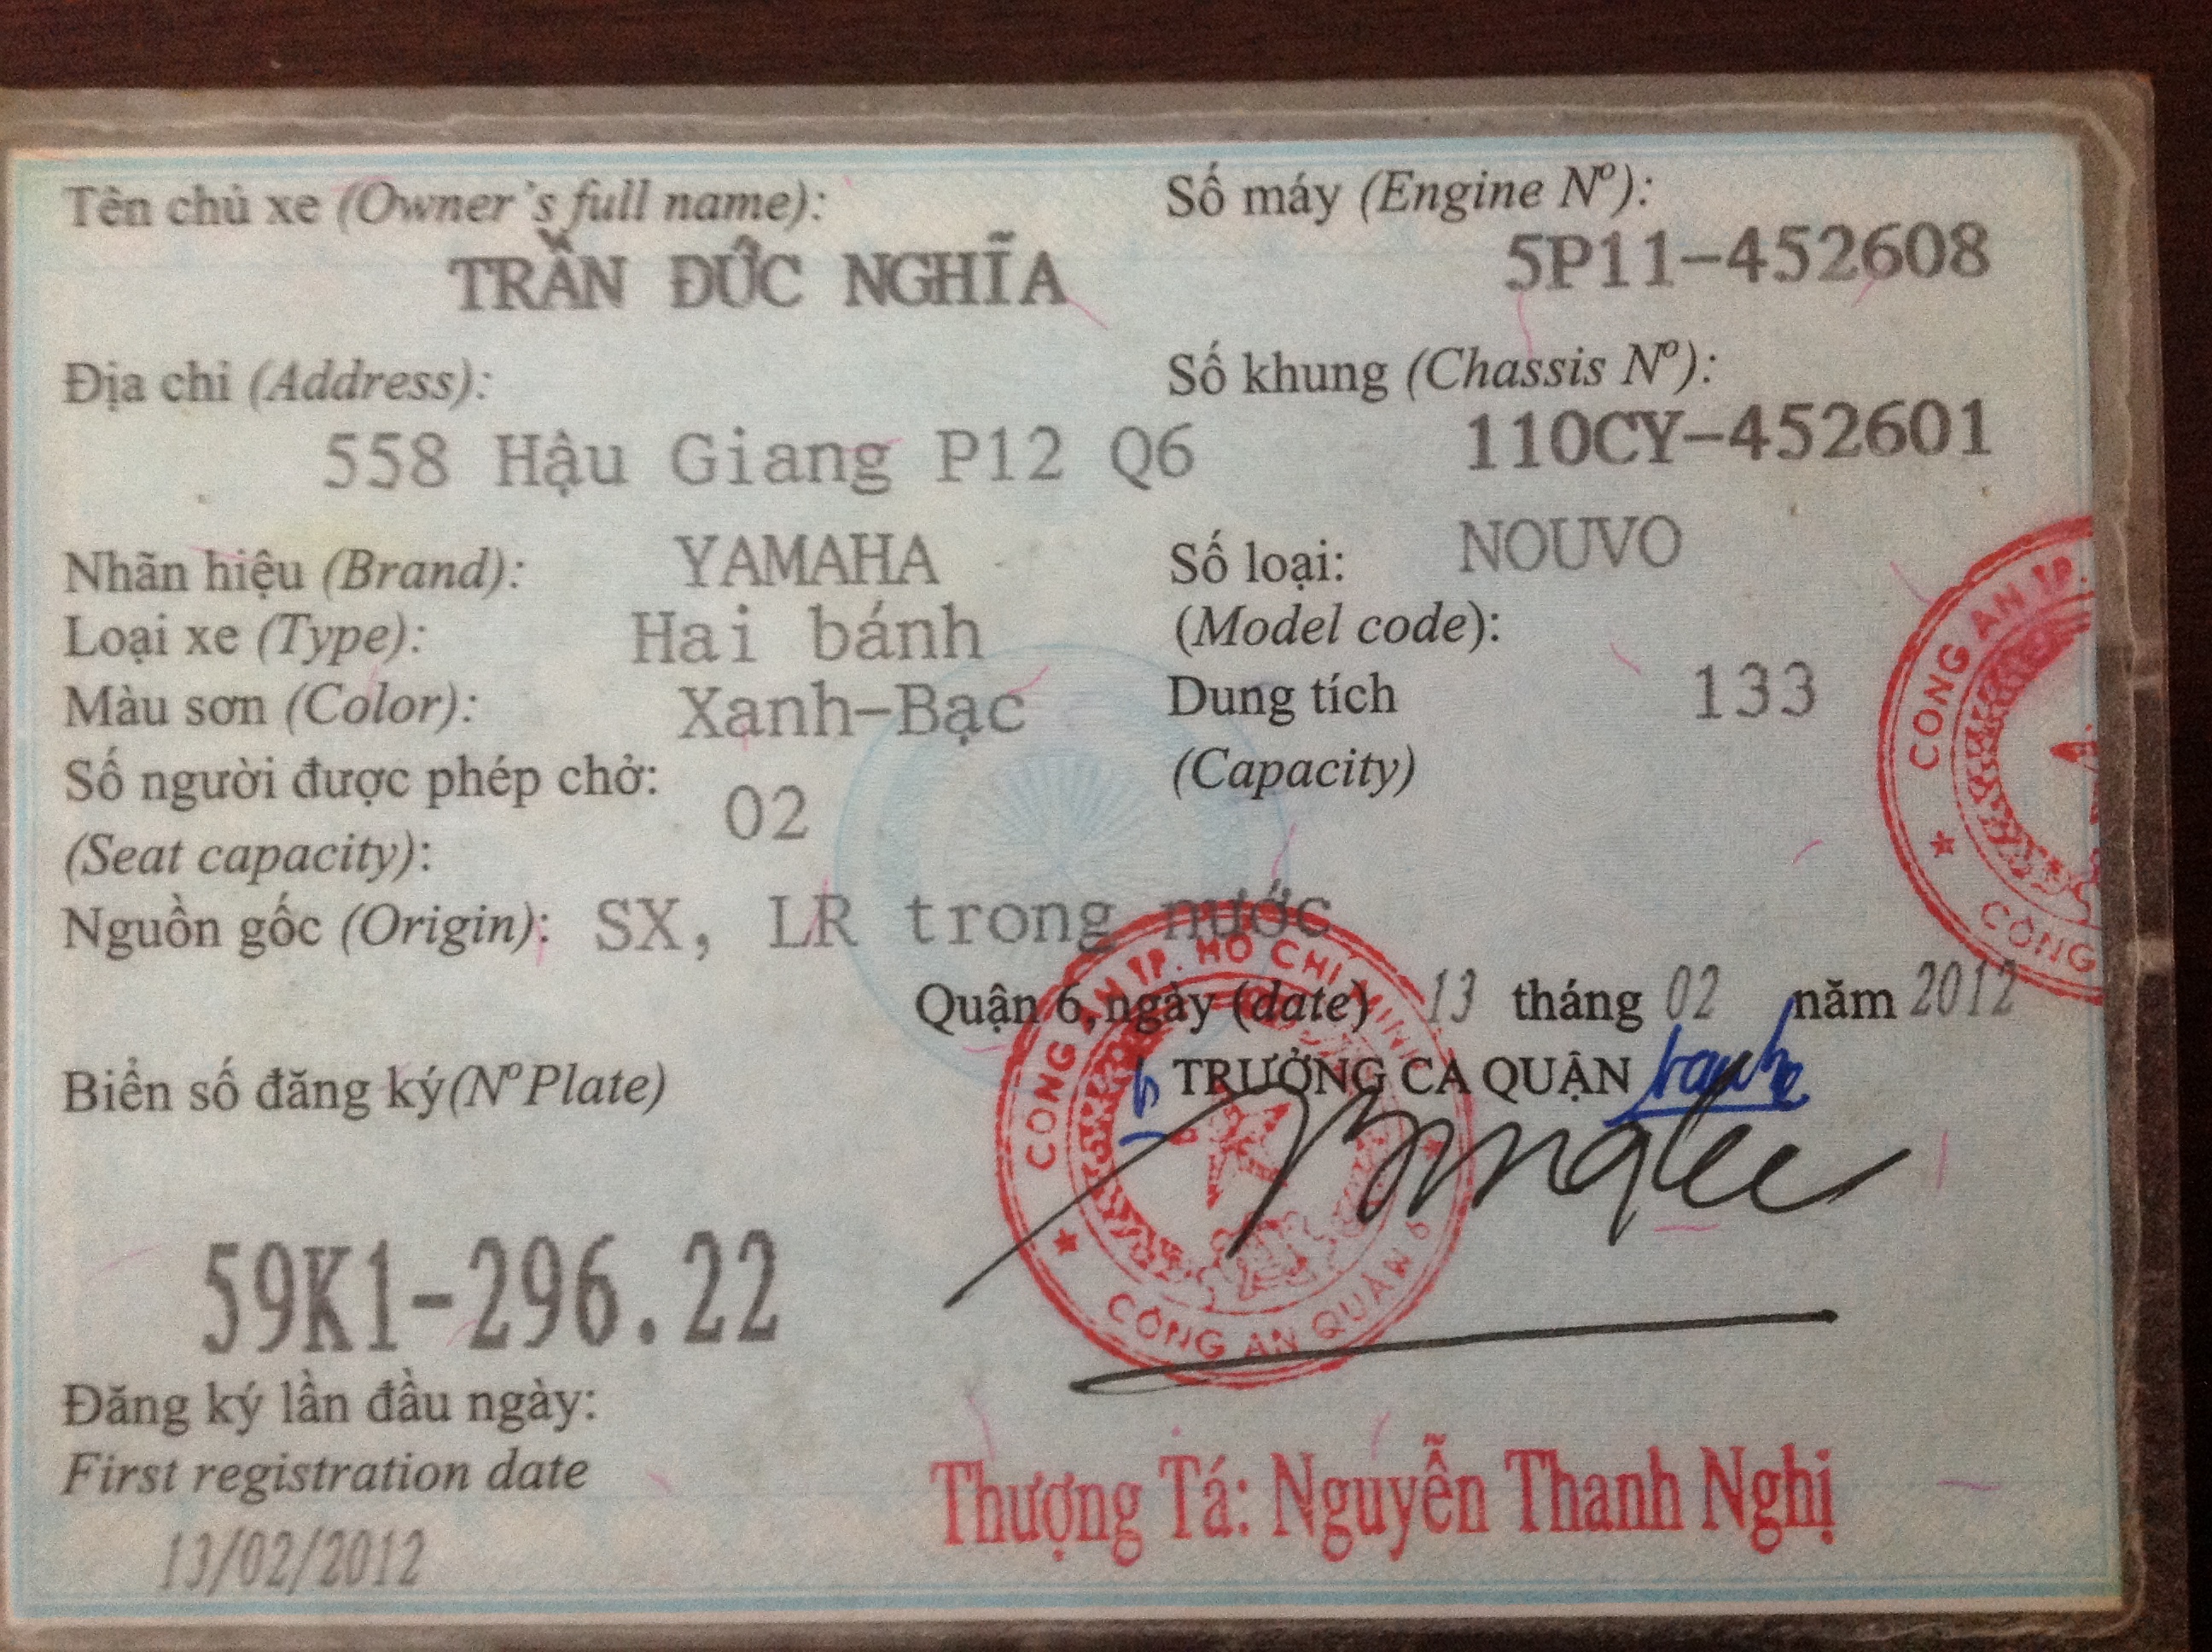 Tên chủ xe (Owner's full name):
TRẦN ĐỨC NGHĨA
Số máy (Engine Nº):
5P11-452608
Địa chỉ (Address):
558 Hậu Giang P12 Q6
Số khung (Chassis Nº):
110CY-452601
Nhãn hiệu (Brand): YAMAHA
Số loại: NOUVO
(Model code):
Loại xe (Type): Hai bánh
Màu sơn (Color): Xanh-Bạc
Dung tích 133
(Capacity)
Số người được phép chở: 02
(Seat capacity):
Nguồn gốc (Origin): SX, LR trong nước
Quận 6, ngày (date) 13 tháng 02 năm 2012
TRƯỞNG CA QUẬN
Biển số đăng ký (Nº Plate)
59K1-296.22
CÔNG AN TP. HỒ CHÍ MINH
CÔNG AN QUẬN 6
CÔNG AN TP.
CÔNG
Đăng ký lần đầu ngày:
First registration date
13/02/2012
Thượng Tá: Nguyễn Thanh Nghị